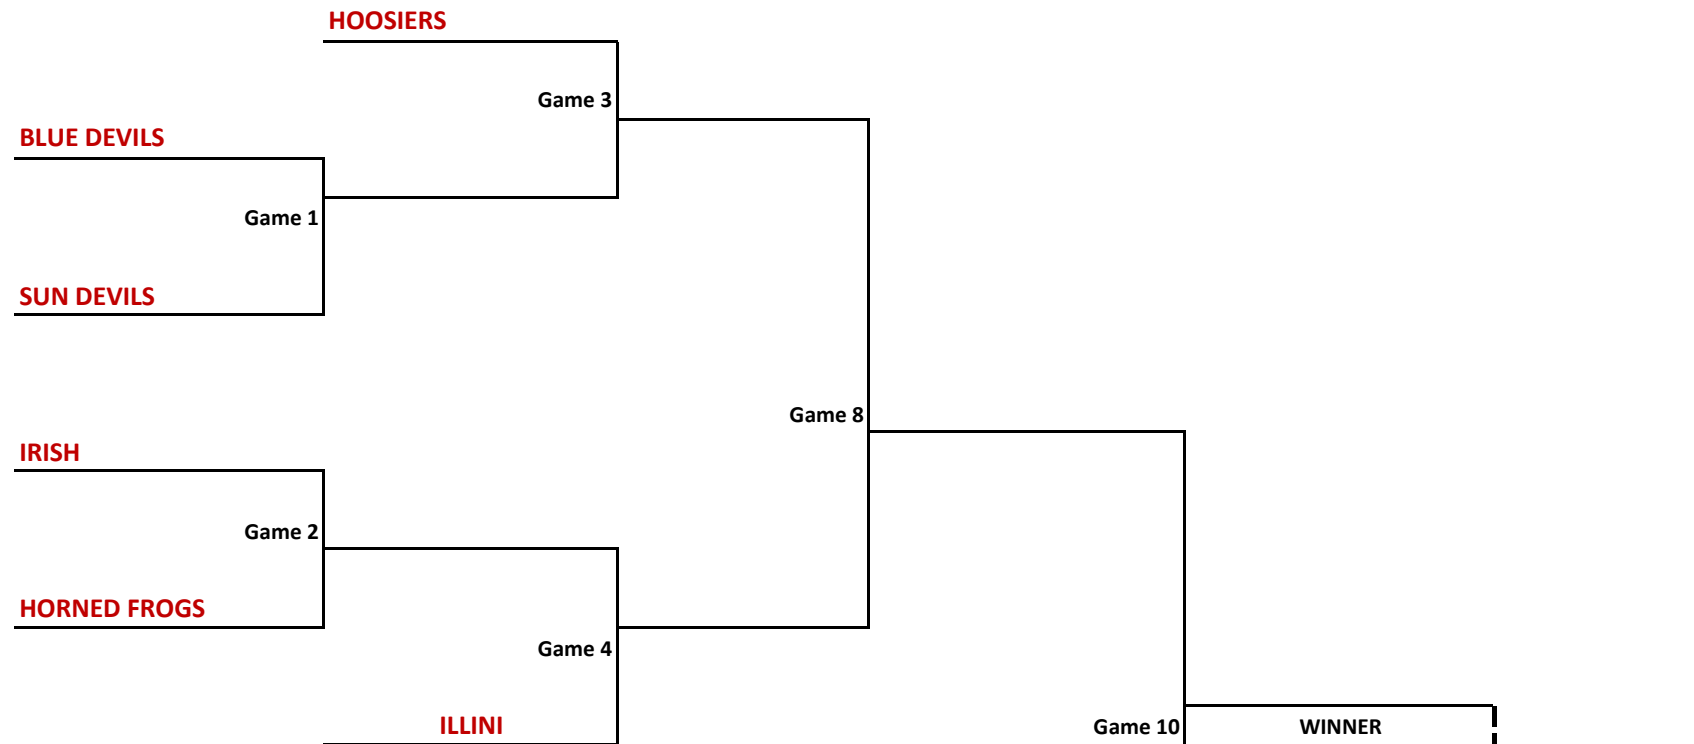 HOOSIERS
Game 3
BLUE DEVILS
Game 1
SUN DEVILS
Game 8
IRISH
Game 2
HORNED FROGS
Game 4
ILLINI
Game 10
WINNER